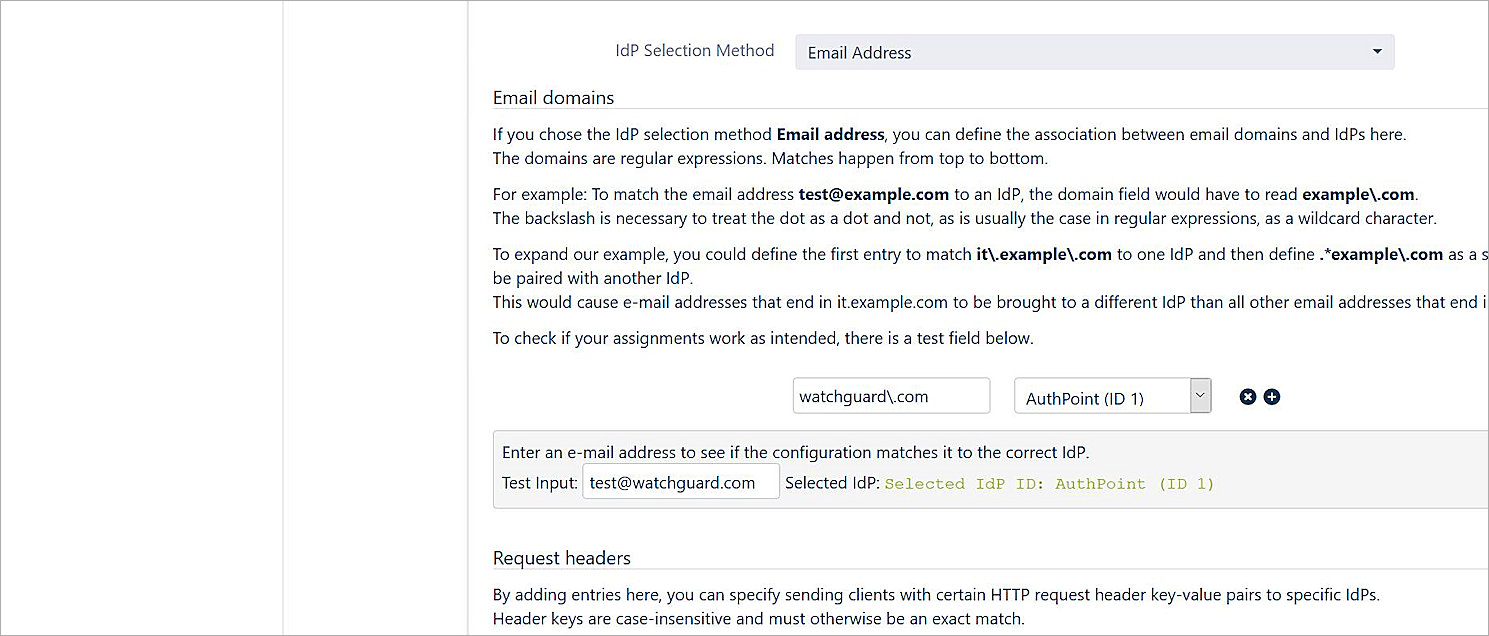 IdP Selection Method Email Address
Email domains
If you chose the IdP selection method Email address, you can define the association between email domains and IdPs here.
The domains are regular expressions. Matches happen from top to bottom.
For example: To match the email address test@example.com to an IdP, the domain field would have to read example\.com.
The backslash is necessary to treat the dot as a dot and not, as is usually the case in regular expressions, as a wildcard character.
To expand our example, you could define the first entry to match it\.example\.com to one IdP and then define .*example\.com as a s
be paired with another IdP.
This would cause e-mail addresses that end in it.example.com to be brought to a different IdP than all other email addresses that end i
To check if your assignments work as intended, there is a test field below.
watchguard\.com AuthPoint (ID 1)
Enter an e-mail address to see if the configuration matches it to the correct IdP.
Test Input: test@watchguard.com Selected IdP: Selected IdP ID: AuthPoint (ID 1)
Request headers
By adding entries here, you can specify sending clients with certain HTTP request header key-value pairs to specific IdPs.
Header keys are case-insensitive and must otherwise be an exact match.